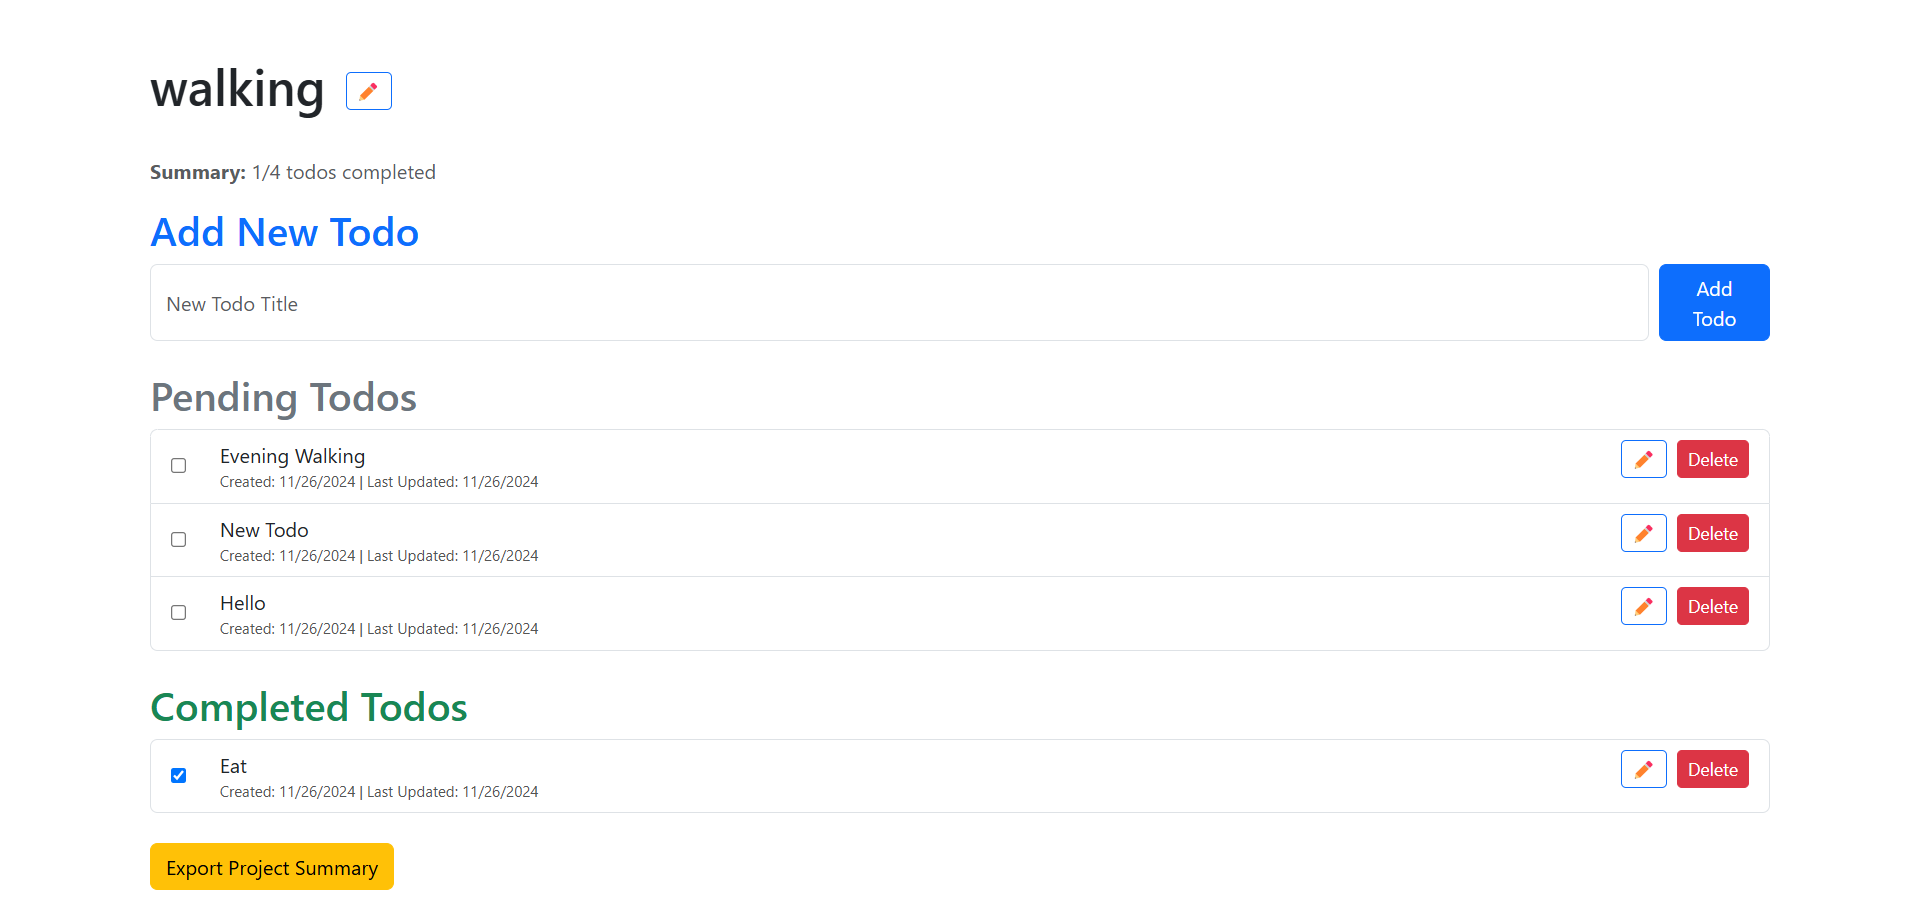 walking
Summary: 1/4 todos completed
Add New Todo
New Todo Title
Add
Todo
Pending Todos
Evening Walking
Created: 11/26/2024 | Last Updated: 11/26/2024
Delete
New Todo
Created: 11/26/2024 | Last Updated: 11/26/2024
Delete
Hello
Created: 11/26/2024 | Last Updated: 11/26/2024
Delete
Completed Todos
Eat
Created: 11/26/2024 | Last Updated: 11/26/2024
Delete
Export Project Summary